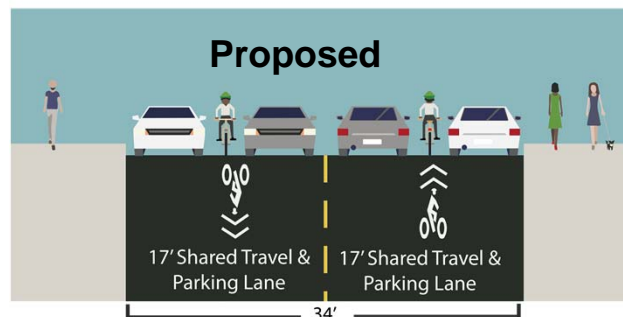 Proposed
17' Shared Travel &
Parking Lane
17' Shared Travel &
Parking Lane
34'